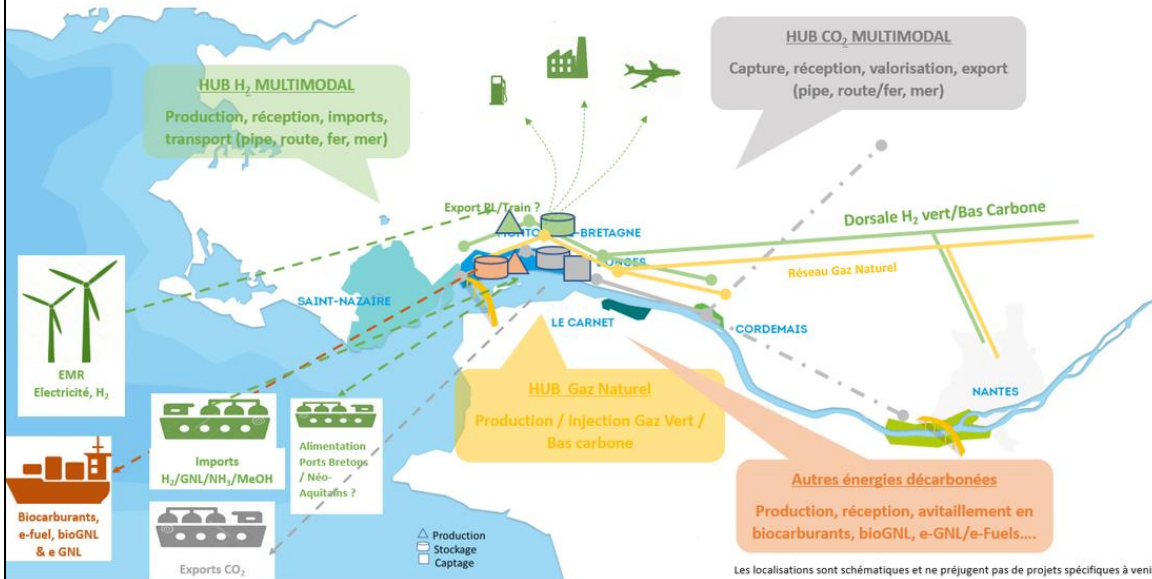 HUB CO₂ MULTIMODAL
Capture, réception, valorisation, export
(pipe, route/fer, mer)
HUB H₂ MULTIMODAL
Production, réception, imports,
transport (pipe, route, fer, mer)
Export PL/Train ?
-BRETAGNE
Dorsale H₂ vert/Bas Carbone
Réseau Gaz Naturel
SAINT-NAZAIRE
LE CARNET
CORDEMAIS
NANTES
EMR
Electricité, H₂
HUB Gaz Naturel
Production / injection Gaz Vert /
Bas carbone
Imports
H₂/GNL/NH₃/MeOH
Alimentation
Ports Bretons
/ Néo-
Aquitains ?
Autres énergies décarbonées
Production, réception, avitaillement en
biocarburants, bioGNL, e-GNL/e-Fuels....
Biocarburants,
e-fuel, bioGNL
& e GNL
Exports CO₂
Production
Stockage
Captage
Les localisations sont schématiques et ne préjugent pas de projets spécifiques à veni